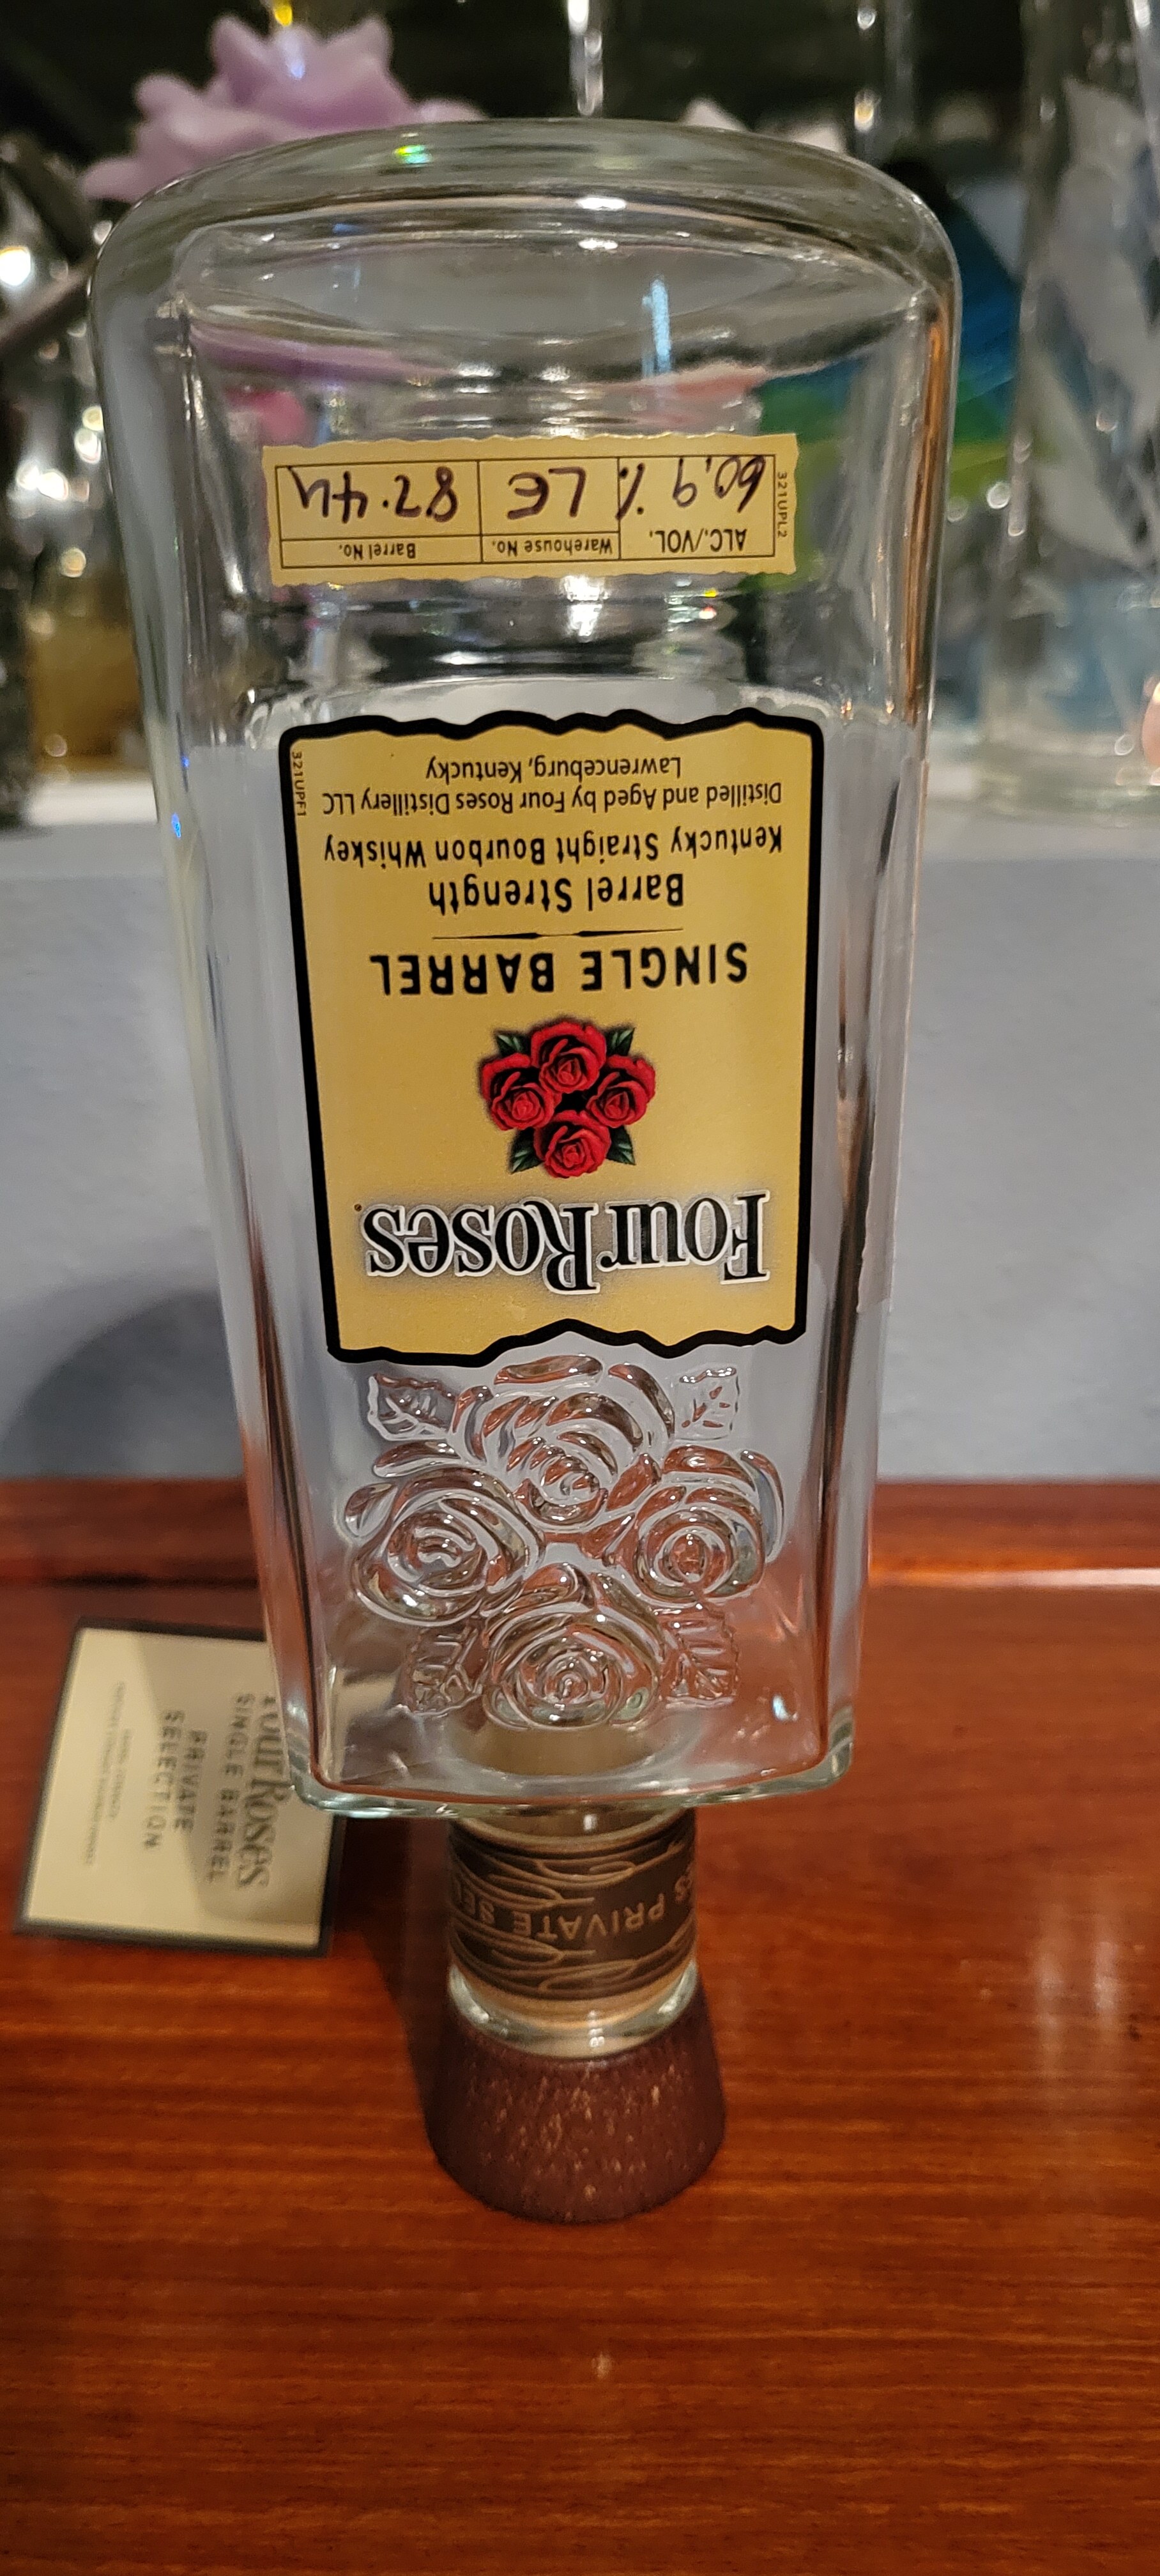 Four Roses
SINGLE BARREL
Barrel Strength
Kentucky Straight Bourbon Whiskey
Distilled and Aged by Four Roses Distillery LLC
Lawrenceburg, Kentucky
321UPF1
321UPL2
ALC./VOL. Warehouse No. Barrel No.
60.9% LE 87-4U
PRIVATE SE
Four Roses
SINGLE BARREL
PRIVATE
SELECTION